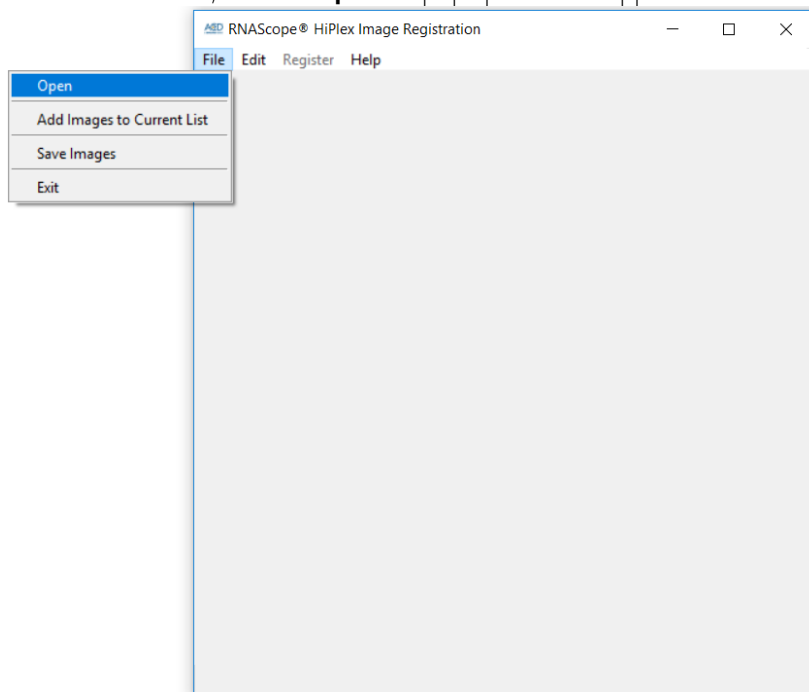 RNAScope® HiPlex Image Registration
File Edit Register Help
Open
Add Images to Current List
Save Images
Exit